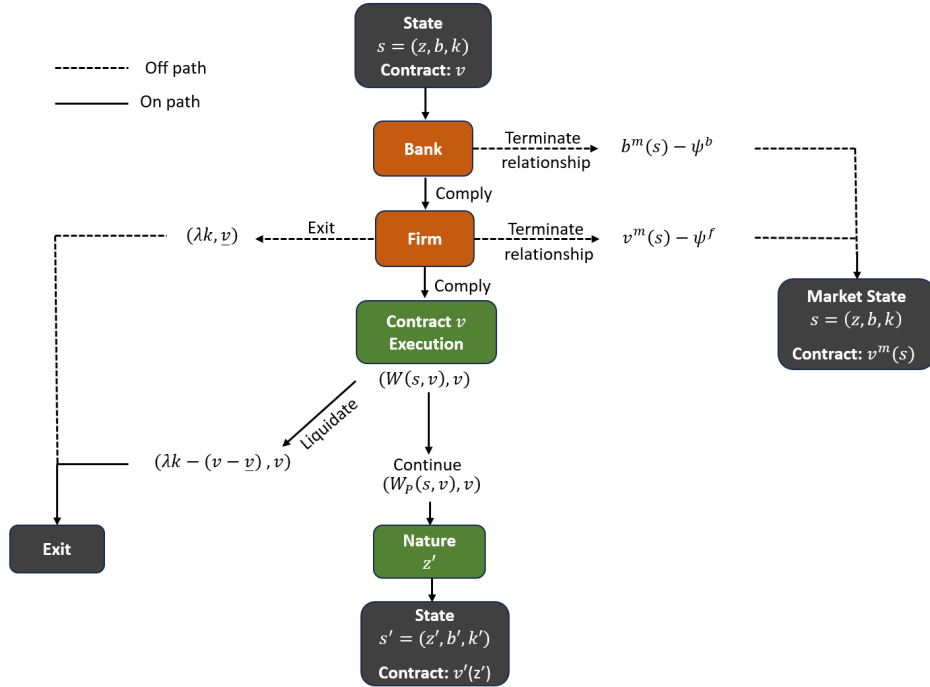 State
s = (z, b, k)
Contract: v
Off path
On path
Bank
Terminate
relationship
b^m(s) − ψ^b
Comply
(λk, v̲)
Exit
Firm
Terminate
relationship
v^m(s) − ψ^f
Comply
Contract v
Execution
Market State
s = (z, b, k)
Contract: v^m(s)
(W(s, v), v)
Liquidate
(λk − (v − v̲) , v)
Continue
(W_P(s, v), v)
Exit
Nature
z′
State
s′ = (z′, b′, k′)
Contract: v′(z′)